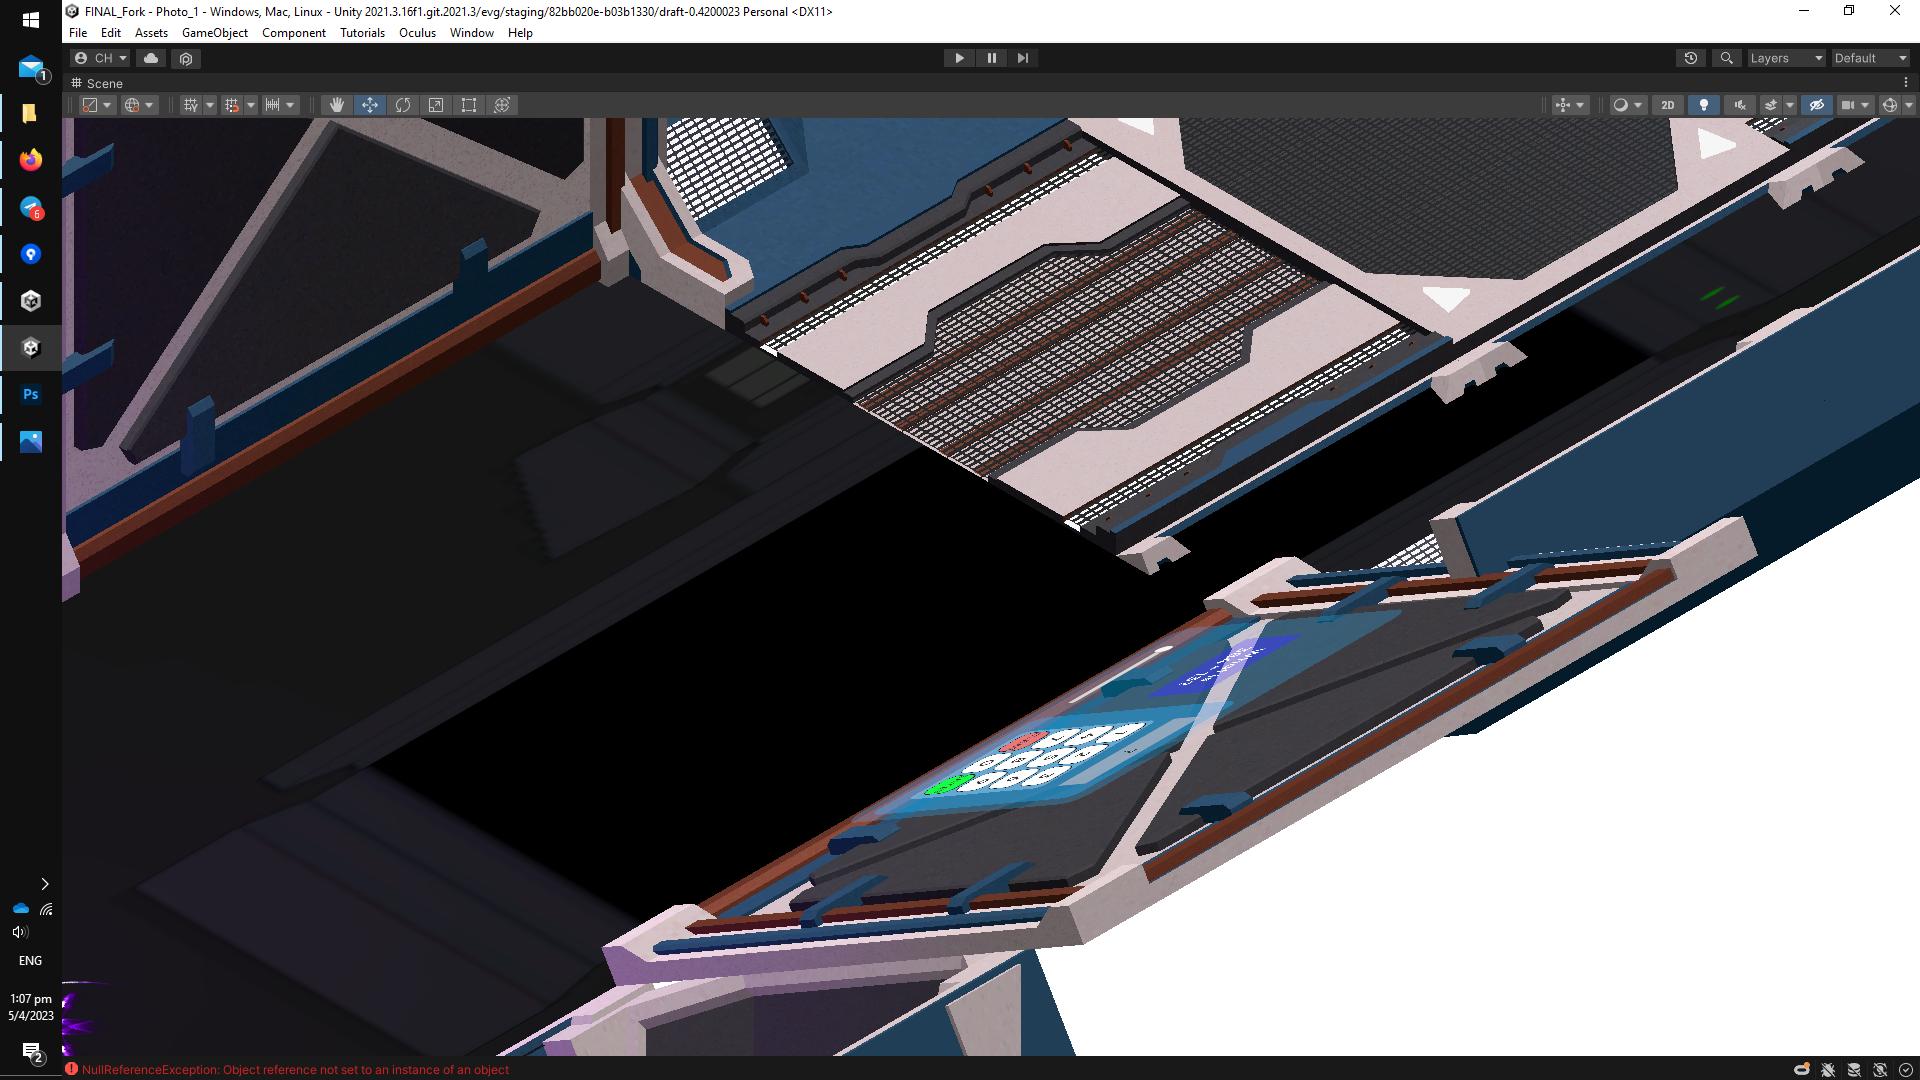 FINAL_Fork - Photo_1 - Windows, Mac, Linux - Unity 2021.3.16f1.git.2021.3/evg/staging/82bb020e-b03b1330/draft-0.4200023 Personal <DX11>
File Edit Assets GameObject Component Tutorials Oculus Window Help
CH Layers Default
Scene
2D
1
6
Ps
ENG
1:07 pm
5/4/2023
2
NullReferenceException: Object reference not set to an instance of an object